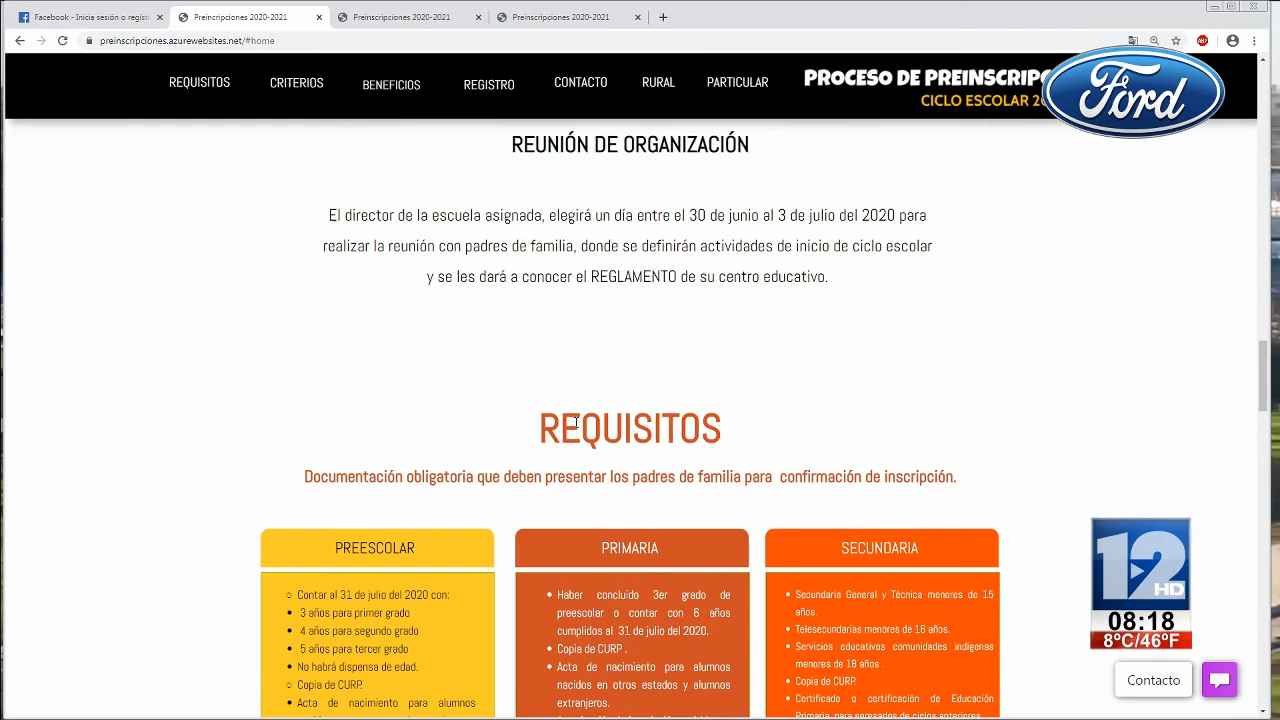 Facebook - Inicia sesión o regístr
Preincripciones 2020-2021
Preinscripciones 2020-2021
Preinscripciones 2020-2021
preinscripciones.azurewebsites.net/#home
REQUISITOS CRITERIOS BENEFICIOS REGISTRO CONTACTO RURAL PARTICULAR
PROCESO DE PREINSCRIPC
CICLO ESCOLAR 20
Ford
REUNIÓN DE ORGANIZACIÓN
El director de la escuela asignada, elegirá un día entre el 30 de junio al 3 de julio del 2020 para
realizar la reunión con padres de familia, donde se definirán actividades de inicio de ciclo escolar
y se les dará a conocer el REGLAMENTO de su centro educativo.
REQUISITOS
Documentación obligatoria que deben presentar los padres de familia para confirmación de inscripción.
PREESCOLAR
Contar al 31 de julio del 2020 con:
3 años para primer grado
4 años para segundo grado
5 años para tercer grado
No habrá dispensa de edad.
Copia de CURP.
Acta de nacimiento para alumnos
PRIMARIA
Haber concluido 3er grado de
preescolar o contar con 6 años
cumplidos al 31 de julio del 2020.
Copia de CURP .
Acta de nacimiento para alumnos
nacidos en otros estados y alumnos
extranjeros.
SECUNDARIA
Secundaria General y Técnica menores de 15
años.
Telesecundarias menores de 16 años.
Servicios educativos comunidades indígenas
menores de 18 años .
Copia de CURP.
Certificado o certificación de Educación
Primaria, para egresados de ciclos anteriores
12
HD
08:18
8°C/46°F
Contacto